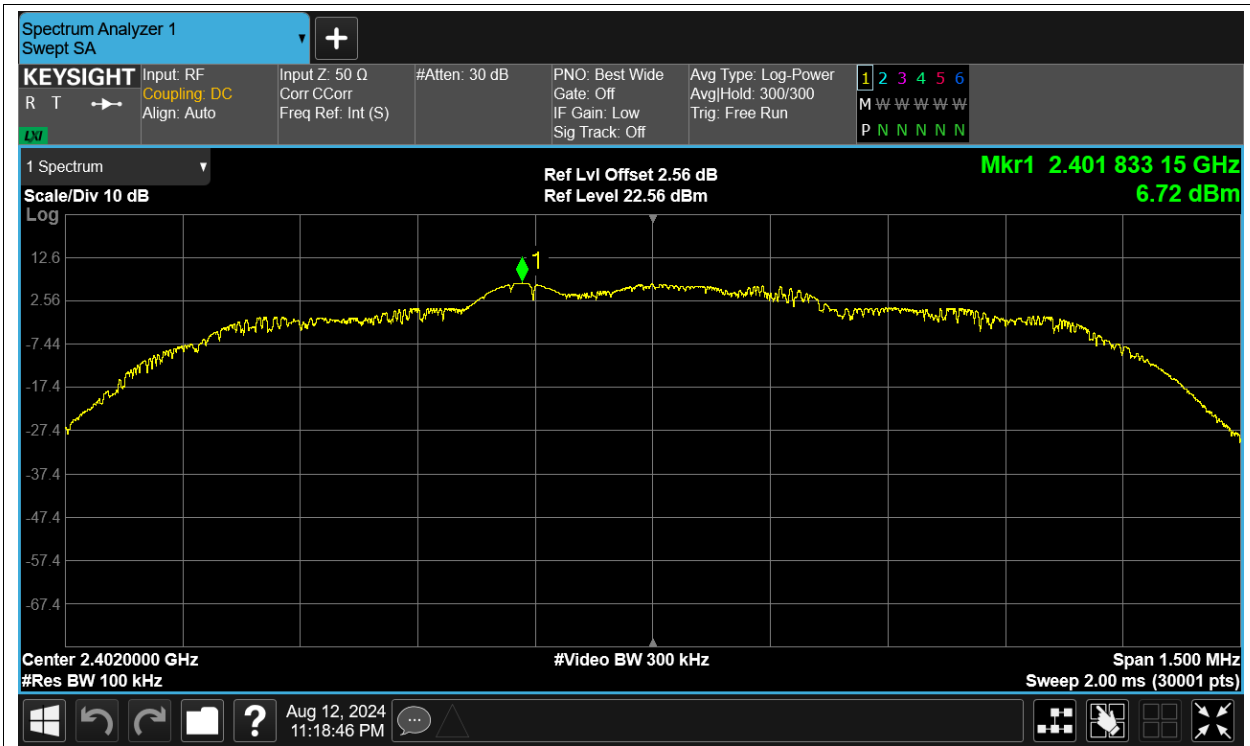 Spectrum Analyzer 1
Swept SA
KEYSIGHT
R T
LXI
Input: RF
Coupling: DC
Align: Auto
Input Z: 50 Ω
Corr CCorr
Freq Ref: Int (S)
#Atten: 30 dB
PNO: Best Wide
Gate: Off
IF Gain: Low
Sig Track: Off
Avg Type: Log-Power
Avg|Hold: 300/300
Trig: Free Run
1 2 3 4 5 6
M W W W W W
P N N N N N
1 Spectrum
Scale/Div 10 dB
Log
Ref Lvl Offset 2.56 dB
Ref Level 22.56 dBm
Mkr1 2.401 833 15 GHz
6.72 dBm
1
12.6
2.56
-7.44
-17.4
-27.4
-37.4
-47.4
-57.4
-67.4
Center 2.4020000 GHz
#Video BW 300 kHz
Span 1.500 MHz
#Res BW 100 kHz
Sweep 2.00 ms (30001 pts)
?
Aug 12, 2024
11:18:46 PM